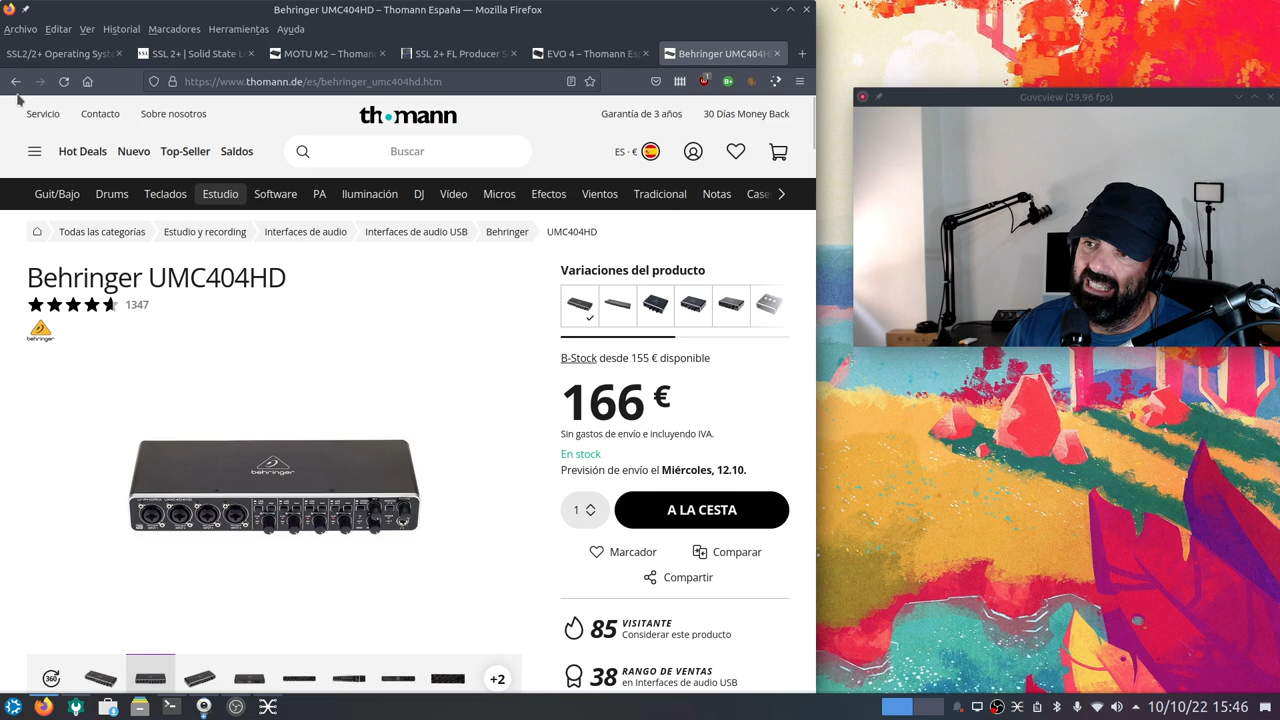 Behringer UMC404HD – Thomann España — Mozilla Firefox
Archivo Editar Ver Historial Marcadores Herramientas Ayuda
SSL2/2+ Operating Syst
SSL 2+ | Solid State L
MOTU M2 – Thoman
SSL 2+ FL Producer S
EVO 4 – Thomann Es
Behringer UMC404H
https://www.thomann.de/es/behringer_umc404hd.htm
Servicio Contacto Sobre nosotros
th•mann
Garantía de 3 años 30 Días Money Back
Hot Deals Nuevo Top-Seller Saldos
Buscar
ES · €
Guit/Bajo Drums Teclados Estudio Software PA Iluminación DJ Vídeo Micros Efectos Vientos Tradicional Notas Case
Todas las categorías Estudio y recording Interfaces de audio Interfaces de audio USB Behringer UMC404HD
Behringer UMC404HD
1347
behringer
Variaciones del producto
B-Stock desde 155 € disponible
166 €
Sin gastos de envío e incluyendo IVA.
En stock
Previsión de envío el Miércoles, 12.10.
1
A LA CESTA
Marcador Comparar
Compartir
behringer
85 VISITANTE
Considerar este producto
38 RANGO DE VENTAS
en Interfaces de audio USB
360
+2
Guvcview (29,96 fps)
10/10/22 15:46